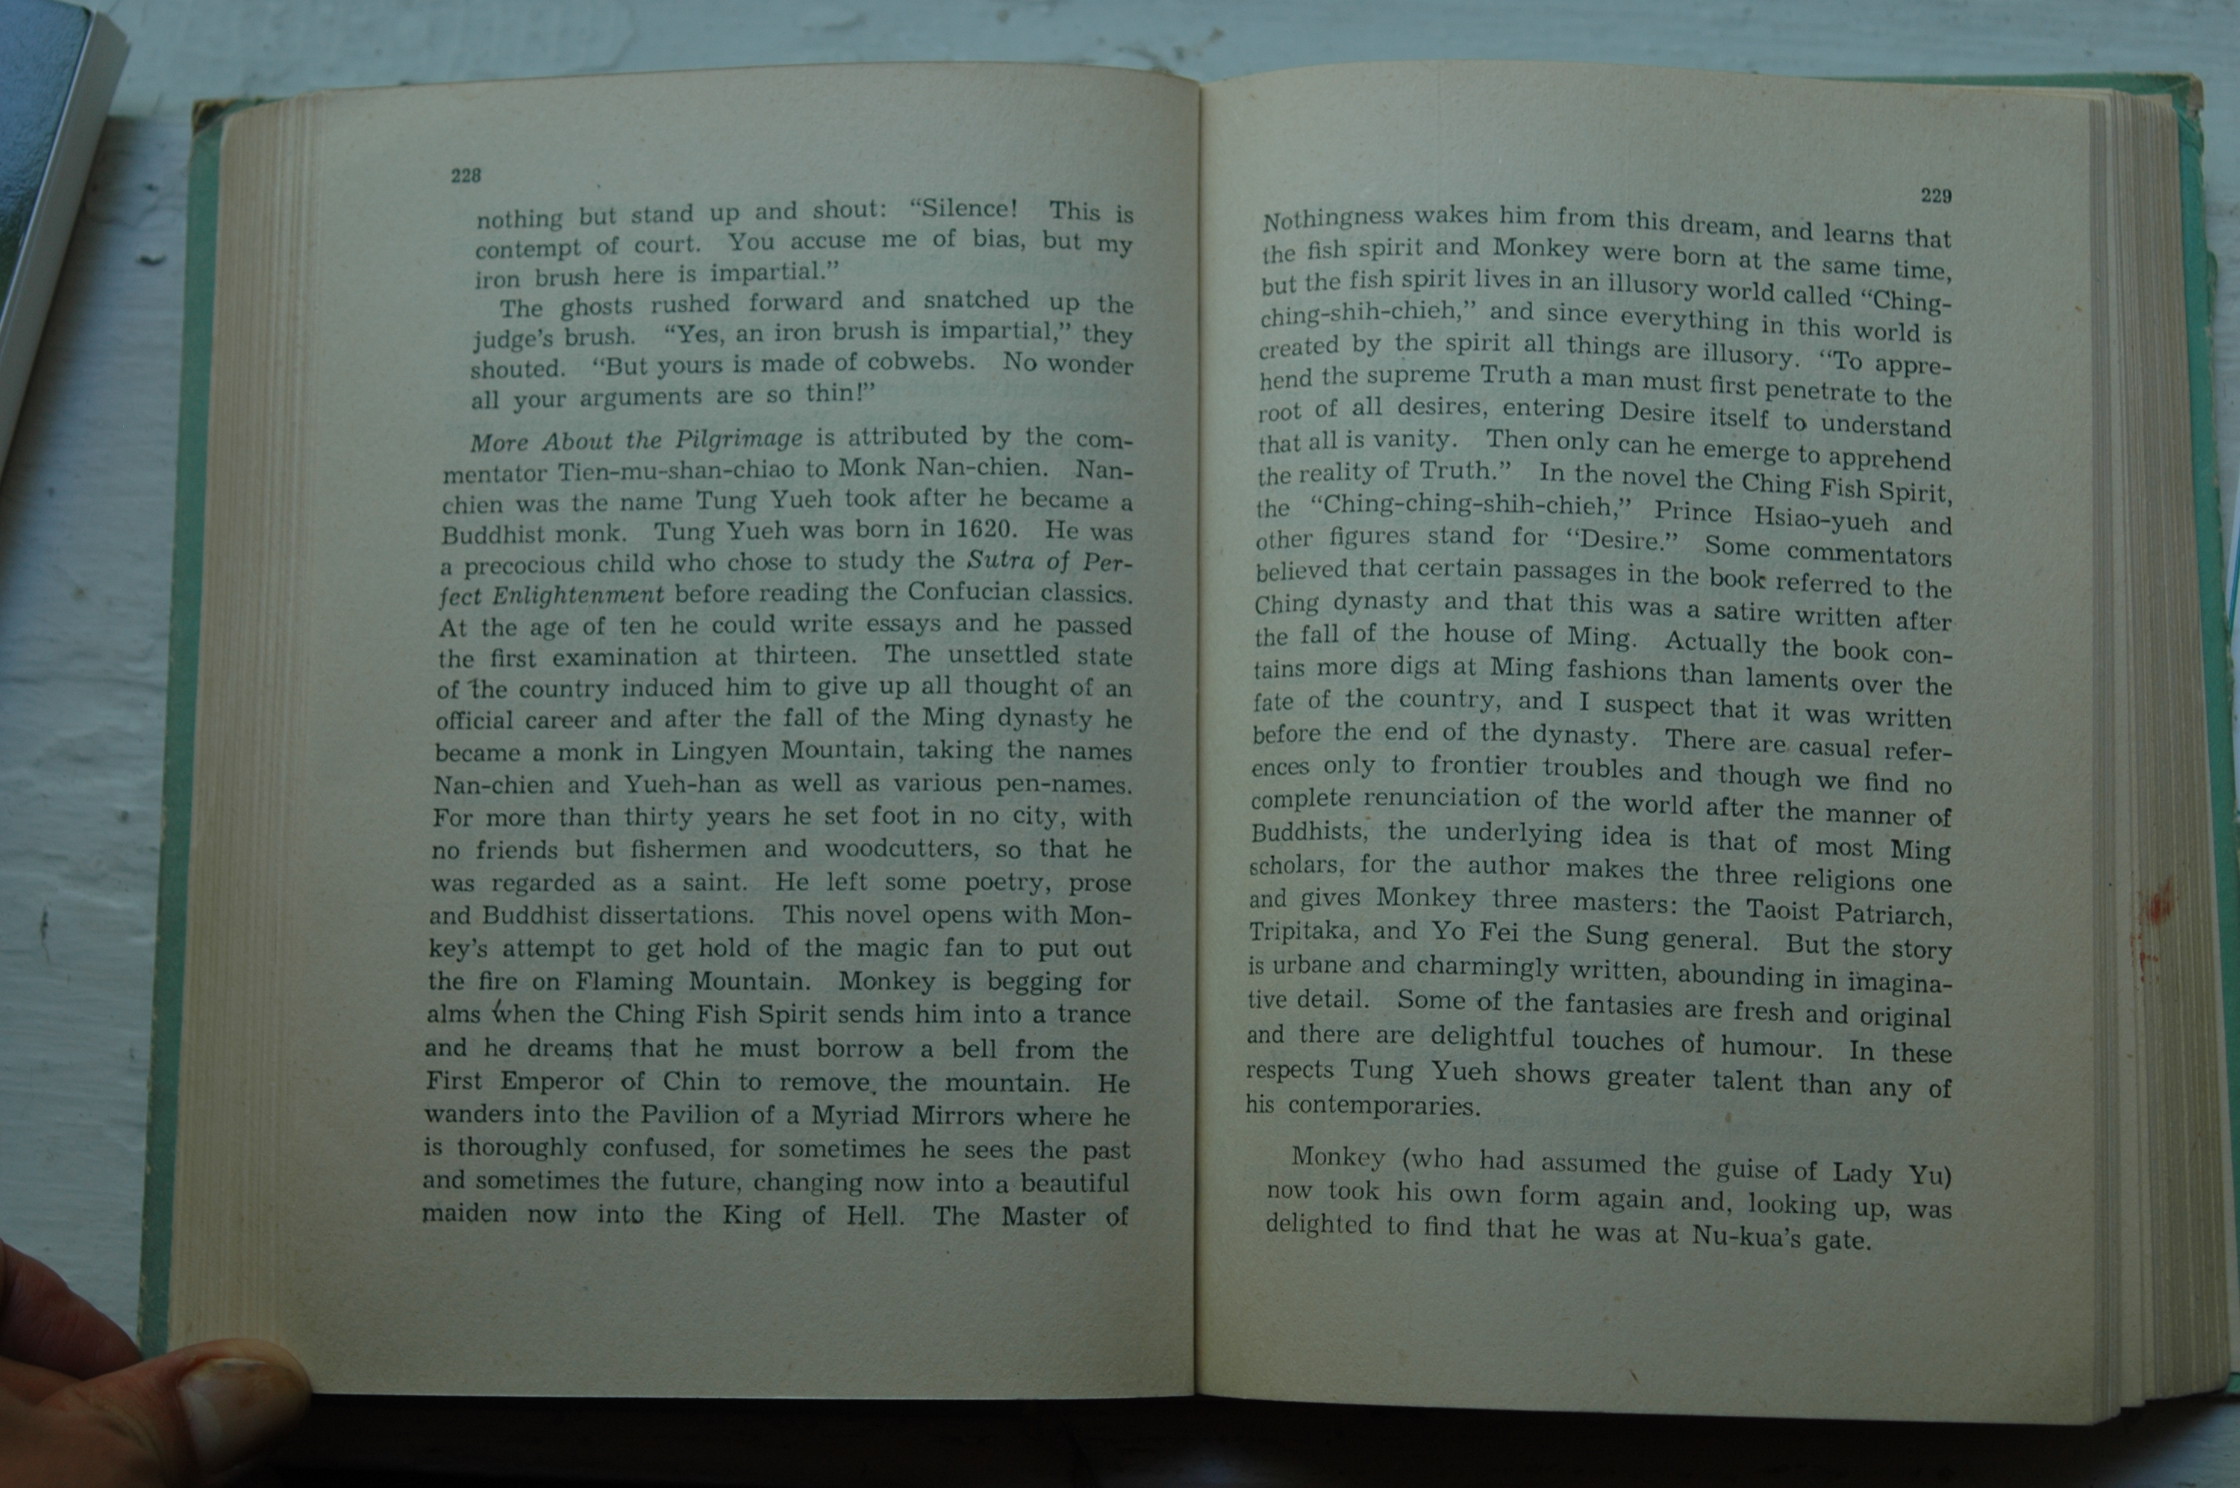 228
nothing but stand up and shout: “Silence! This is
contempt of court. You accuse me of bias, but my
iron brush here is impartial.”
The ghosts rushed forward and snatched up the
judge’s brush. “Yes, an iron brush is impartial,” they
shouted. “But yours is made of cobwebs. No wonder
all your arguments are so thin!”
More About the Pilgrimage is attributed by the com-
mentator Tien-mu-shan-chiao to Monk Nan-chien. Nan-
chien was the name Tung Yueh took after he became a
Buddhist monk. Tung Yueh was born in 1620. He was
a precocious child who chose to study the Sutra of Per-
fect Enlightenment before reading the Confucian classics.
At the age of ten he could write essays and he passed
the first examination at thirteen. The unsettled state
of the country induced him to give up all thought of an
official career and after the fall of the Ming dynasty he
became a monk in Lingyen Mountain, taking the names
Nan-chien and Yueh-han as well as various pen-names.
For more than thirty years he set foot in no city, with
no friends but fishermen and woodcutters, so that he
was regarded as a saint. He left some poetry, prose
and Buddhist dissertations. This novel opens with Mon-
key’s attempt to get hold of the magic fan to put out
the fire on Flaming Mountain. Monkey is begging for
alms when the Ching Fish Spirit sends him into a trance
and he dreams that he must borrow a bell from the
First Emperor of Chin to remove the mountain. He
wanders into the Pavilion of a Myriad Mirrors where he
is thoroughly confused, for sometimes he sees the past
and sometimes the future, changing now into a beautiful
maiden now into the King of Hell. The Master of
229
Nothingness wakes him from this dream, and learns that
the fish spirit and Monkey were born at the same time,
but the fish spirit lives in an illusory world called “Ching-
ching-shih-chieh,” and since everything in this world is
created by the spirit all things are illusory. “To appre-
hend the supreme Truth a man must first penetrate to the
root of all desires, entering Desire itself to understand
that all is vanity. Then only can he emerge to apprehend
the reality of Truth.” In the novel the Ching Fish Spirit,
the “Ching-ching-shih-chieh,” Prince Hsiao-yueh and
other figures stand for “Desire.” Some commentators
believed that certain passages in the book referred to the
Ching dynasty and that this was a satire written after
the fall of the house of Ming. Actually the book con-
tains more digs at Ming fashions than laments over the
fate of the country, and I suspect that it was written
before the end of the dynasty. There are casual refer-
ences only to frontier troubles and though we find no
complete renunciation of the world after the manner of
Buddhists, the underlying idea is that of most Ming
scholars, for the author makes the three religions one
and gives Monkey three masters: the Taoist Patriarch,
Tripitaka, and Yo Fei the Sung general. But the story
is urbane and charmingly written, abounding in imagina-
tive detail. Some of the fantasies are fresh and original
and there are delightful touches of humour. In these
respects Tung Yueh shows greater talent than any of
his contemporaries.
Monkey (who had assumed the guise of Lady Yu)
now took his own form again and, looking up, was
delighted to find that he was at Nu-kua’s gate.